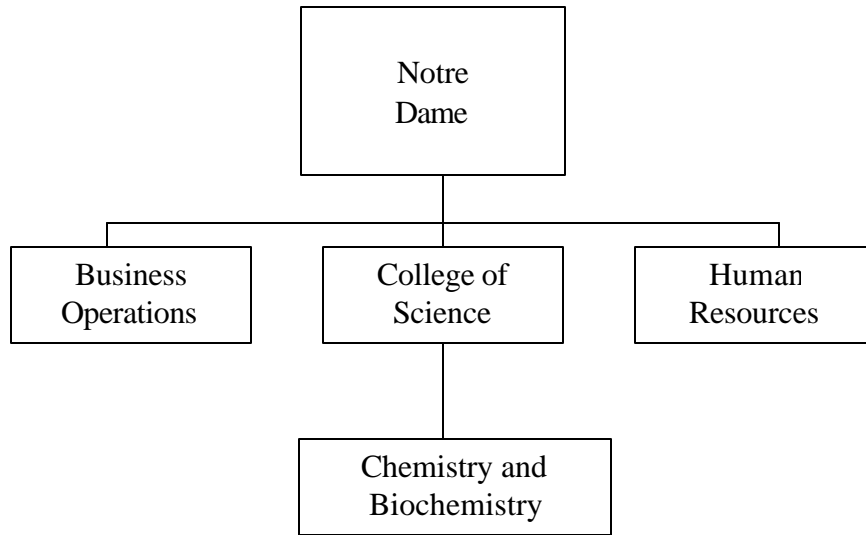 Notre
Dame
Business
Operations
College of
Science
Human
Resources
Chemistry and
Biochemistry